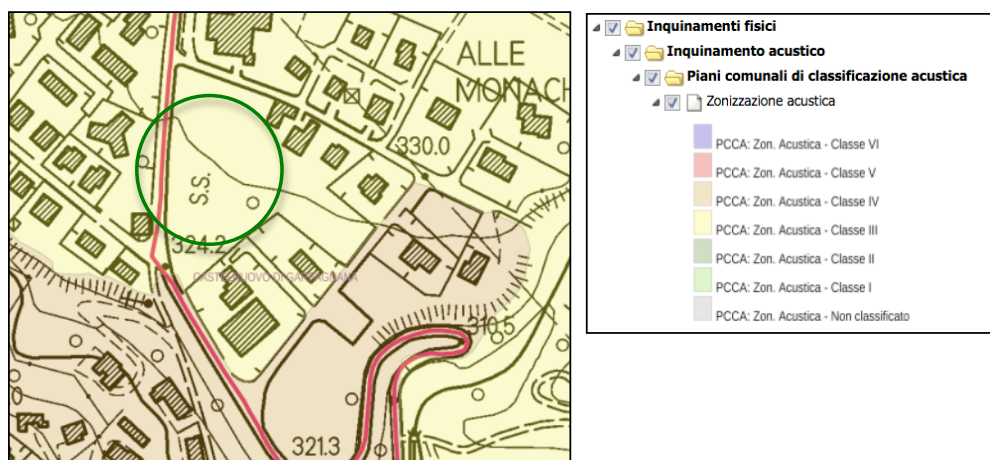 ALLE
MONACH
330.0
S.S.
324.2
CASTELNUOVO DI GARFAGNANA
310.5
0
321.3
Inquinamenti fisici
Inquinamento acustico
Piani comunali di classificazione acustica
Zonizzazione acustica
PCCA: Zon. Acustica - Classe VI
PCCA: Zon. Acustica - Classe V
PCCA: Zon. Acustica - Classe IV
PCCA: Zon. Acustica - Classe III
PCCA: Zon. Acustica - Classe II
PCCA: Zon. Acustica - Classe I
PCCA: Zon. Acustica - Non classificato